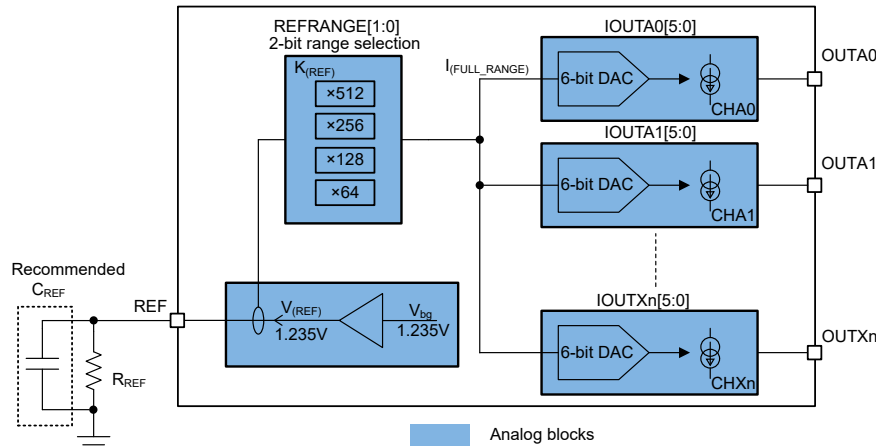 REFRANGE[1:0]
2-bit range selection
K(REF)
×512
×256
×128
×64
I(FULL_RANGE)
IOUTA0[5:0]
6-bit DAC
CHA0
OUTA0
IOUTA1[5:0]
6-bit DAC
CHA1
OUTA1
Recommended
CREF
REF
RREF
V(REF)
1.235V
Vbg
1.235V
IOUTXn[5:0]
6-bit DAC
CHXn
OUTXn
Analog blocks